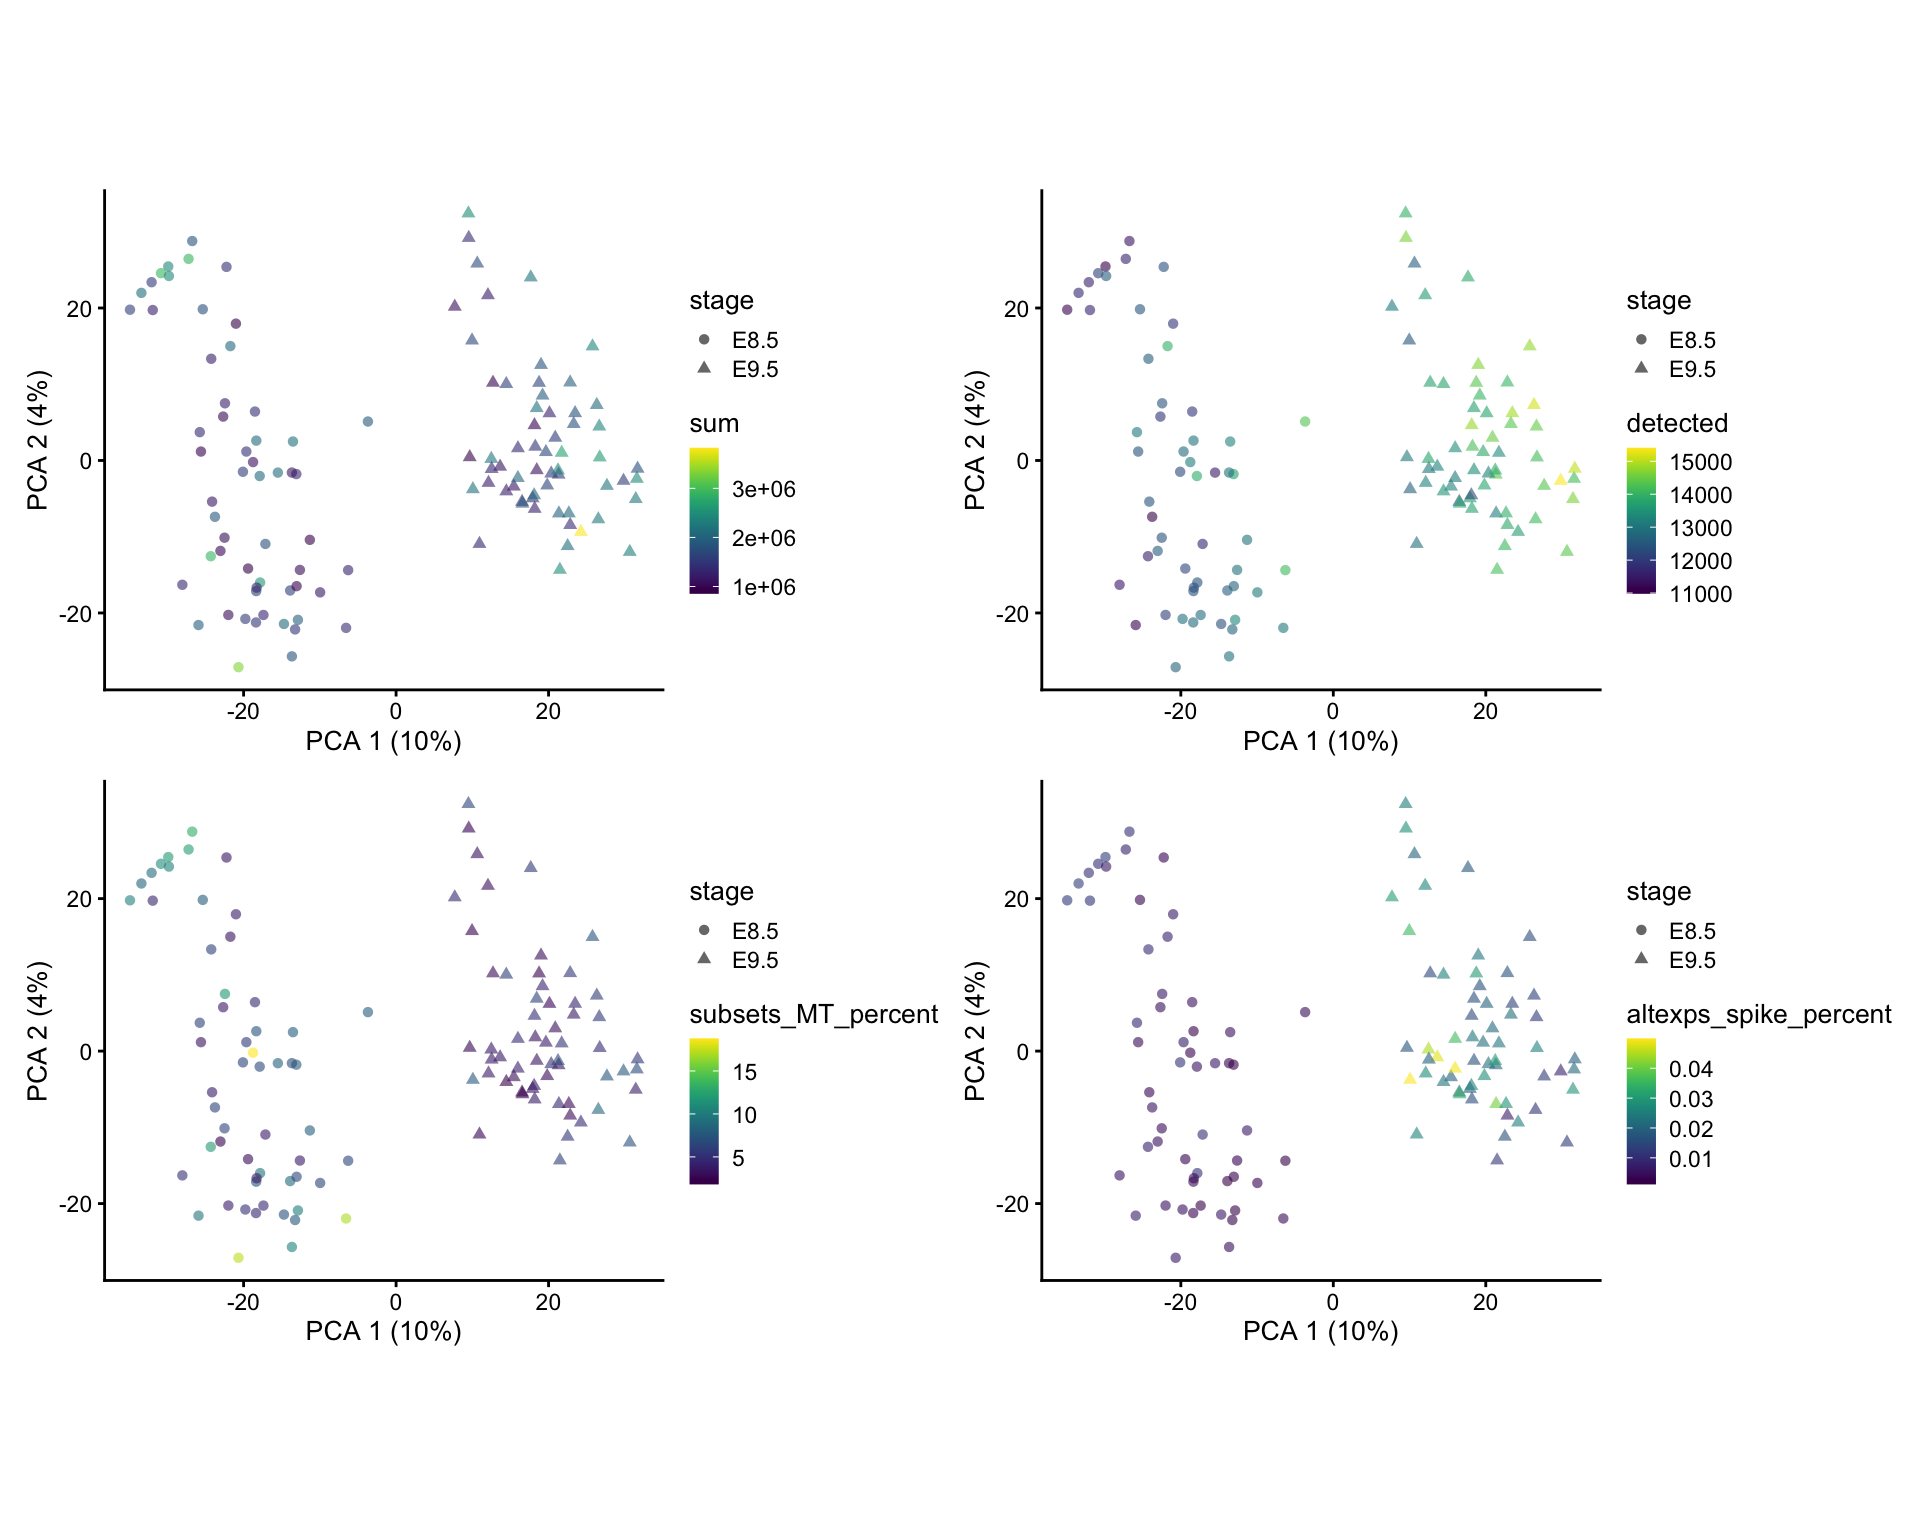 PCA 2 (4%)
20
0
-20
-20
0
20
PCA 1 (10%)
stage
E8.5
E9.5
sum
3e+06
2e+06
1e+06
PCA 2 (4%)
20
0
-20
-20
0
20
PCA 1 (10%)
stage
E8.5
E9.5
detected
15000
14000
13000
12000
11000
PCA 2 (4%)
20
0
-20
-20
0
20
PCA 1 (10%)
stage
E8.5
E9.5
subsets_MT_percent
15
10
5
PCA 2 (4%)
20
0
-20
-20
0
20
PCA 1 (10%)
stage
E8.5
E9.5
altexps_spike_percent
0.04
0.03
0.02
0.01